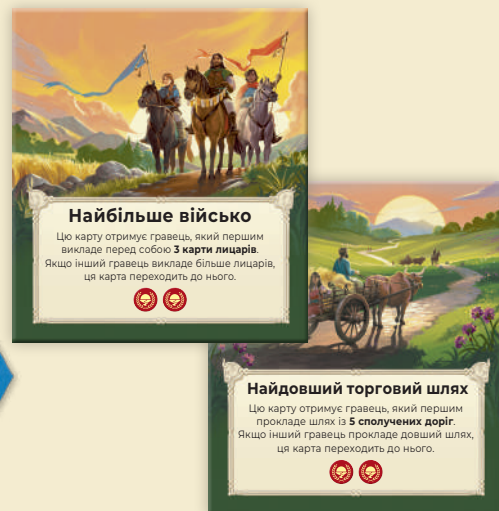 Найбільше військо
Цю карту отримує гравець, який першим
викладе перед собою 3 карти лицарів.
Якщо інший гравець викладе більше лицарів,
ця карта переходить до нього.
Найдовший торговий шлях
Цю карту отримує гравець, який першим
прокладе шлях із 5 сполучених доріг.
Якщо інший гравець прокладе довший шлях,
ця карта переходить до нього.